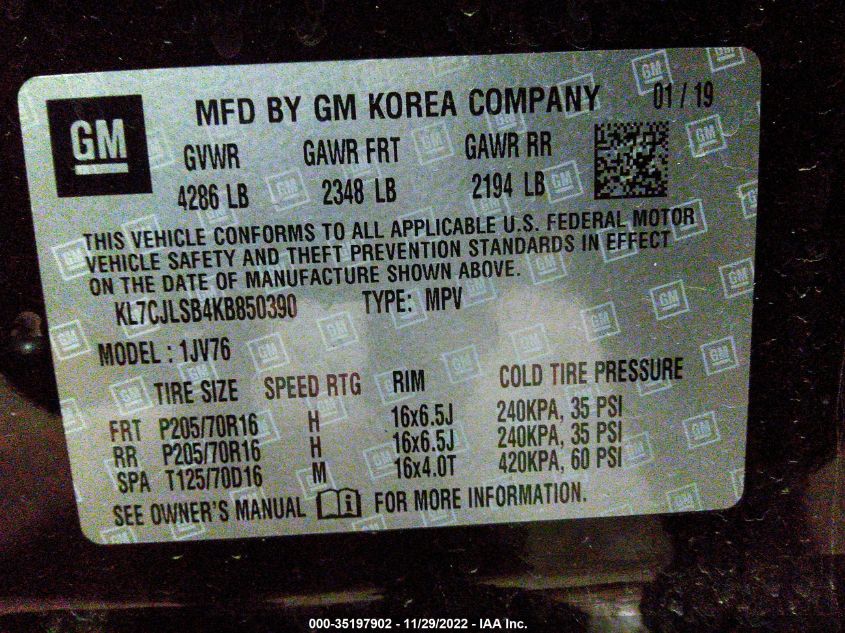 GM
MFD BY GM KOREA COMPANY 01/19
GVWR GAWR FRT GAWR RR
4286 LB 2348 LB 2194 LB
THIS VEHICLE CONFORMS TO ALL APPLICABLE U.S. FEDERAL MOTOR
VEHICLE SAFETY AND THEFT PREVENTION STANDARDS IN EFFECT
ON THE DATE OF MANUFACTURE SHOWN ABOVE.
KL7CJLSB4KB850390 TYPE: MPV
MODEL : 1JV76
TIRE SIZE SPEED RTG RIM COLD TIRE PRESSURE
FRT P205/70R16 H 16x6.5J 240KPA, 35 PSI
RR P205/70R16 H 16x6.5J 240KPA, 35 PSI
SPA T125/70D16 M 16x4.0T 420KPA, 60 PSI
SEE OWNER'S MANUAL FOR MORE INFORMATION.
000-35197902 - 11/29/2022 - IAA Inc.